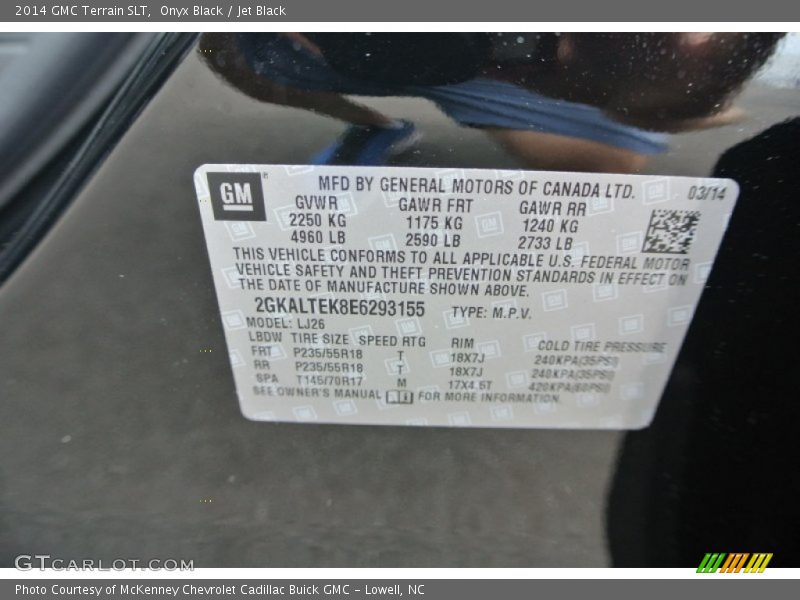 2014 GMC Terrain SLT, Onyx Black / Jet Black
GM
MFD BY GENERAL MOTORS OF CANADA LTD. 03/14
GVWR GAWR FRT GAWR RR
2250 KG 1175 KG 1240 KG
4960 LB 2590 LB 2733 LB
THIS VEHICLE CONFORMS TO ALL APPLICABLE U.S. FEDERAL MOTOR
VEHICLE SAFETY AND THEFT PREVENTION STANDARDS IN EFFECT ON
THE DATE OF MANUFACTURE SHOWN ABOVE.
2GKALTEK8E6293155 TYPE: M.P.V.
MODEL: LJ26
LBDW TIRE SIZE SPEED RTG RIM COLD TIRE PRESSURE
FRT P235/55R18 T 18X7J 240KPA(35PSI)
RR P235/55R18 T 18X7J 240KPA(35PSI)
SPA T145/70R17 M 17X4.5T 420KPA(60PSI)
SEE OWNER'S MANUAL FOR MORE INFORMATION.
GTCARLOT.COM
Photo Courtesy of McKenney Chevrolet Cadillac Buick GMC - Lowell, NC